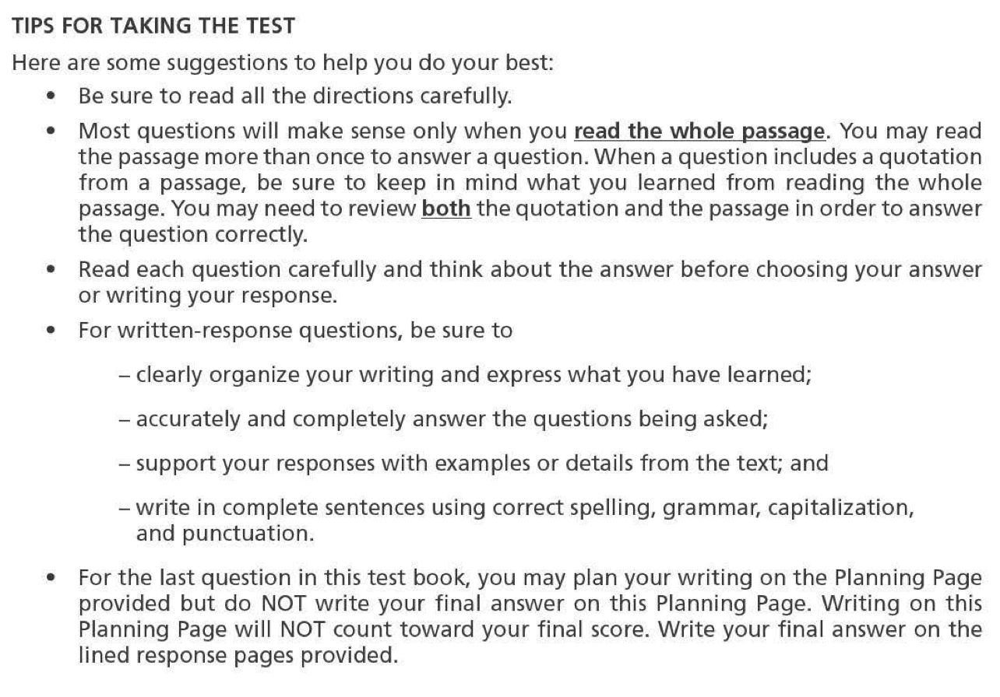 TIPS FOR TAKING THE TEST
Here are some suggestions to help you do your best:
• Be sure to read all the directions carefully.
• Most questions will make sense only when you read the whole passage. You may read
the passage more than once to answer a question. When a question includes a quotation
from a passage, be sure to keep in mind what you learned from reading the whole
passage. You may need to review both the quotation and the passage in order to answer
the question correctly.
• Read each question carefully and think about the answer before choosing your answer
or writing your response.
• For written-response questions, be sure to
– clearly organize your writing and express what you have learned;
– accurately and completely answer the questions being asked;
– support your responses with examples or details from the text; and
– write in complete sentences using correct spelling, grammar, capitalization,
and punctuation.
• For the last question in this test book, you may plan your writing on the Planning Page
provided but do NOT write your final answer on this Planning Page. Writing on this
Planning Page will NOT count toward your final score. Write your final answer on the
lined response pages provided.